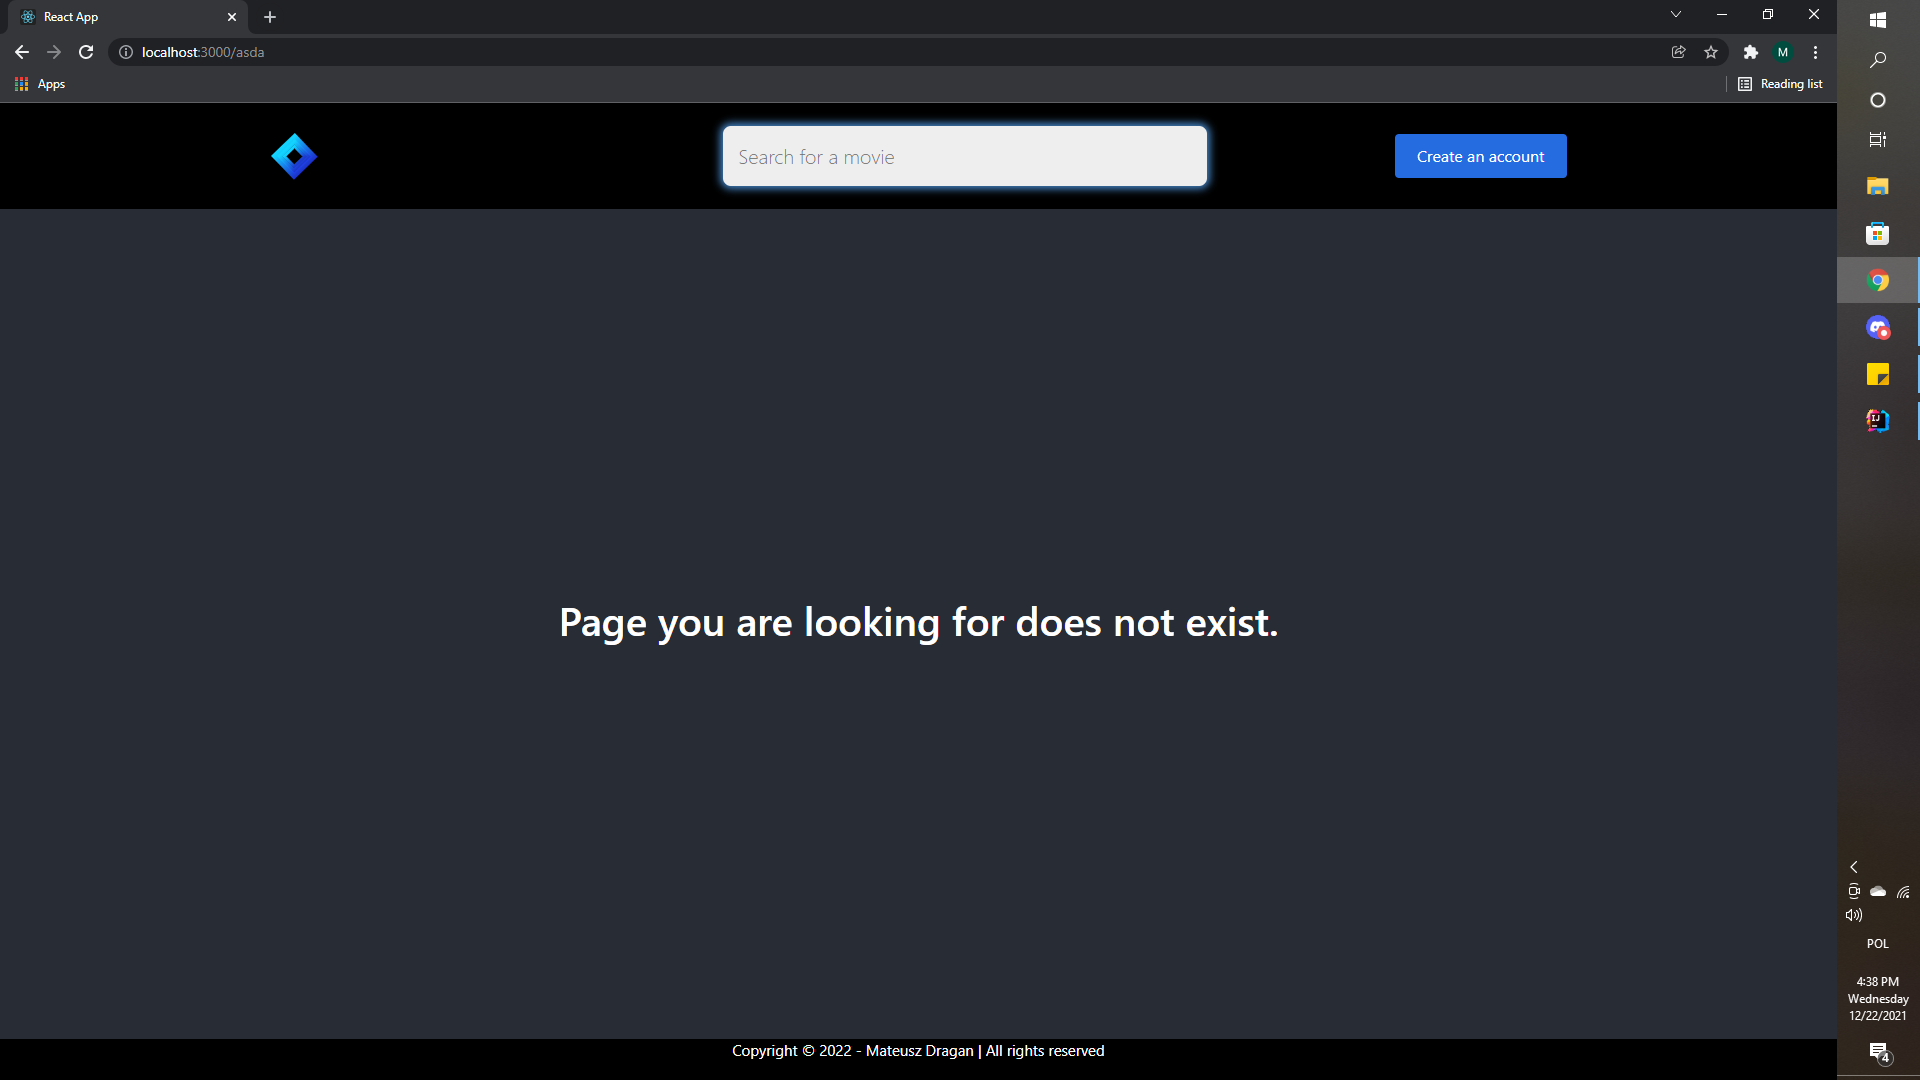 React App
localhost:3000/asda
M
Apps
Reading list
Search for a movie
Create an account
Page you are looking for does not exist.
Copyright © 2022 - Mateusz Dragan | All rights reserved
IJ
POL
4:38 PM
Wednesday
12/22/2021
4